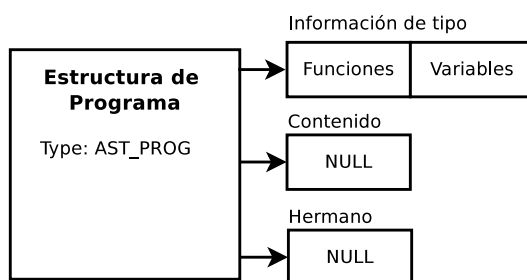 Información de tipo
Estructura de
Programa
Type: AST_PROG
Funciones
Variables
Contenido
NULL
Hermano
NULL